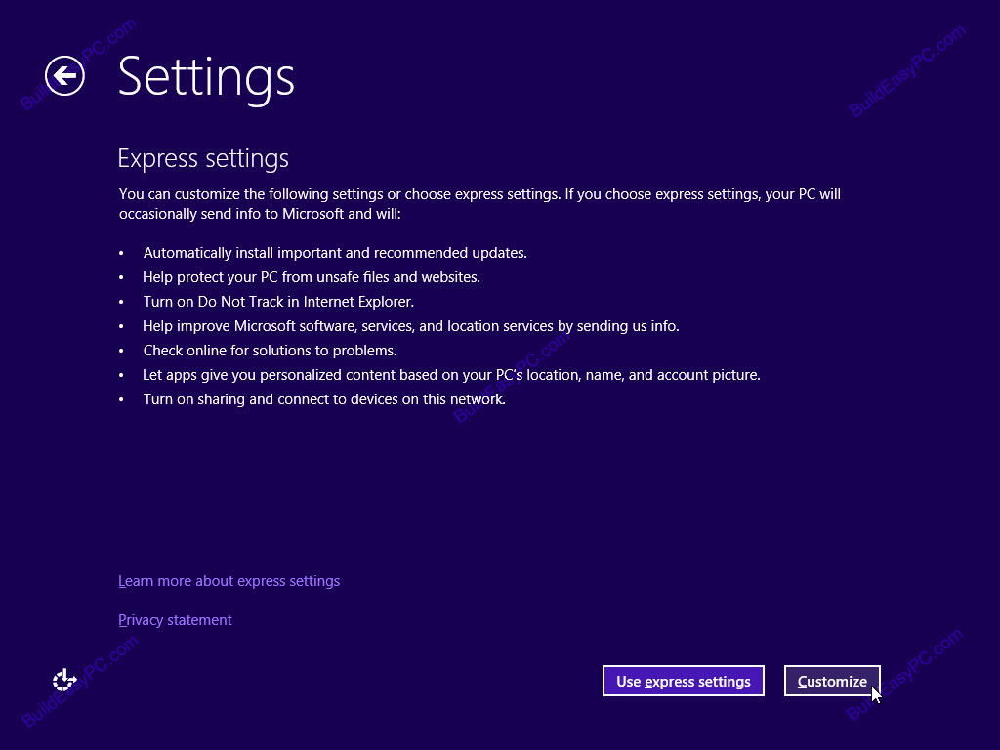 BuildEasyPC.com
BuildEasyPC.com
Settings
Express settings
You can customize the following settings or choose express settings. If you choose express settings, your PC will
occasionally send info to Microsoft and will:
• Automatically install important and recommended updates.
• Help protect your PC from unsafe files and websites.
• Turn on Do Not Track in Internet Explorer.
• Help improve Microsoft software, services, and location services by sending us info.
• Check online for solutions to problems.
• Let apps give you personalized content based on your PC's location, name, and account picture.
• Turn on sharing and connect to devices on this network.
BuildEasyPC.com
Learn more about express settings
Privacy statement
BuildEasyPC.com
BuildEasyPC.com
Use express settings
Customize